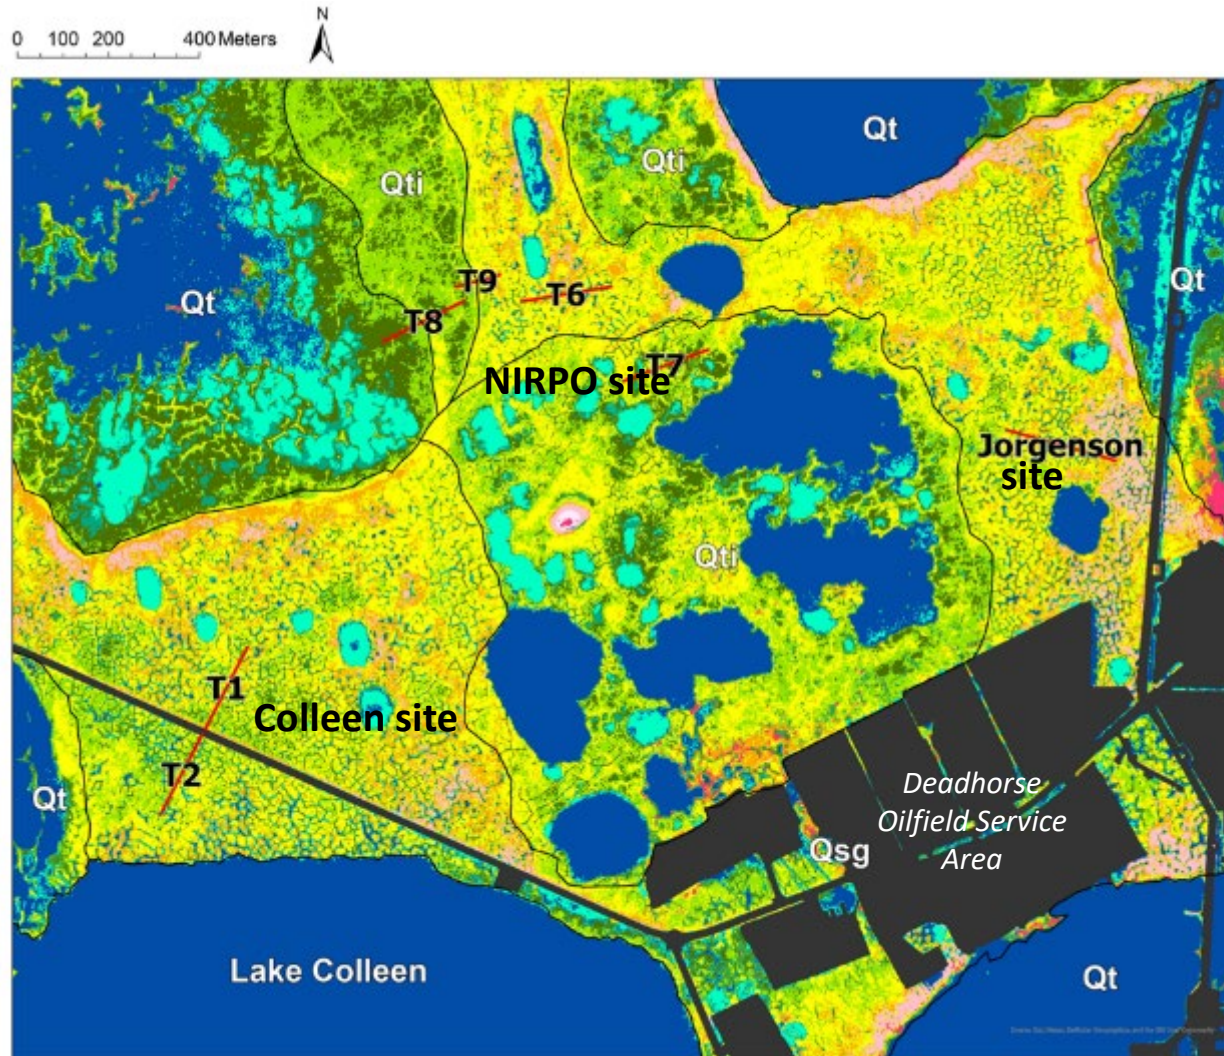 N
0 100 200 400 Meters
Qt
Qti
Qti
Qt
Qt
T9
T6
T8
T7
NIRPO site
Jorgenson
site
Qti
T1
Colleen site
T2
Qt
Deadhorse
Oilfield Service
Area
Qsg
Lake Colleen
Qt